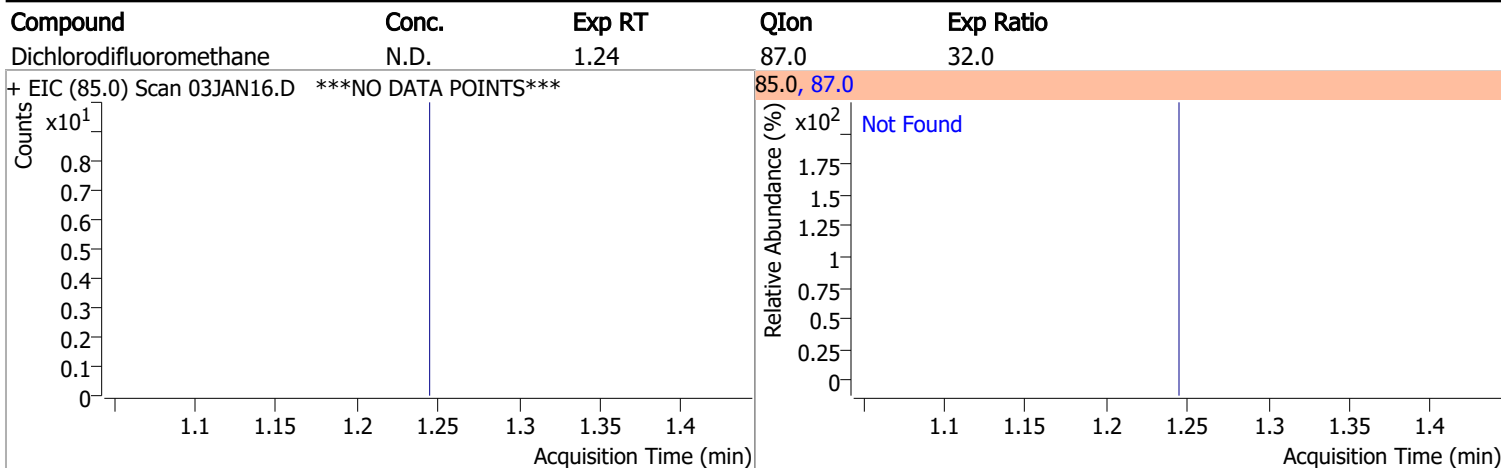 Compound Conc. Exp RT QIon Exp Ratio
Dichlorodifluoromethane N.D. 1.24 87.0 32.0
+ EIC (85.0) Scan 03JAN16.D ***NO DATA POINTS***
Counts
x10¹
0.8
0.7
0.6
0.5
0.4
0.3
0.2
0.1
0
1.1 1.15 1.2 1.25 1.3 1.35 1.4
Acquisition Time (min)
85.0, 87.0
Relative Abundance (%)
x10²
Not Found
1.75
1.5
1.25
1
0.75
0.5
0.25
0
1.1 1.15 1.2 1.25 1.3 1.35 1.4
Acquisition Time (min)